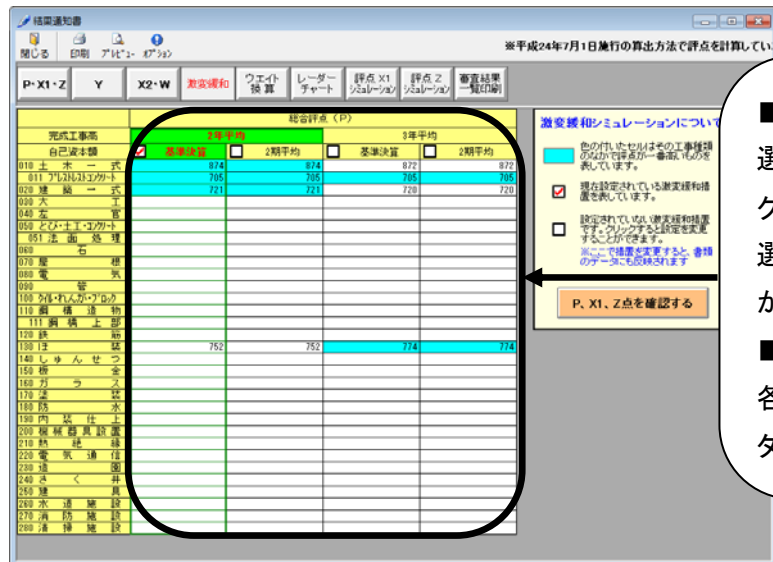 結果通知書
閉じる 印刷 ﾌﾟﾚﾋﾞｭｰ ｵﾌﾟｼｮﾝ
※平成24年7月1日施行の算出方法で評点を計算してい
P・X1・Z Y X2・W 激変緩和 ウエイト換算 レーダーチャート 評点 X1 ｼﾐｭﾚｰｼｮﾝ 評点 Z ｼﾐｭﾚｰｼｮﾝ 審査結果一覧印刷
総合評点 (P)
完成工事高 2年平均 3年平均
自己資本額 基準決算 2期平均 基準決算 2期平均
010 土木一式 874 874 872 872
011 ﾌﾟﾚｽﾄﾚｽﾄｺﾝｸﾘｰﾄ 705 705 705 705
020 建築一式 721 721 720 720
030 大工
040 左官
050 とび・土工・ｺﾝｸﾘｰﾄ
051 法面処理
060 石
070 屋根
080 電気
090 管
100 ﾀｲﾙ・れんが・ﾌﾞﾛｯｸ
110 鋼構造物
111 鋼構上部
120 鉄筋
130 ほ装 752 752 774 774
140 しゅんせつ
150 板金
160 ガラス
170 塗装
180 防水
190 内装仕上
200 機械器具設置
210 熱絶縁
220 電気通信
230 造園
240 さく井
250 建具
260 水道施設
270 消防施設
280 清掃施設
激変緩和シミュレーションについて
色の付いたセルはその工事種類
のなかで評点が一番高いものを
表しています。
現在設定されている激変緩和措
置を表しています。
設定されていない激変緩和措置
です。クリックすると設定を変更
することができます。
※ここで措置を変更すると、書類
のデータにも反映されます
P、X1、Z点を確認する
■
選
ク
選
か
■
各
タ